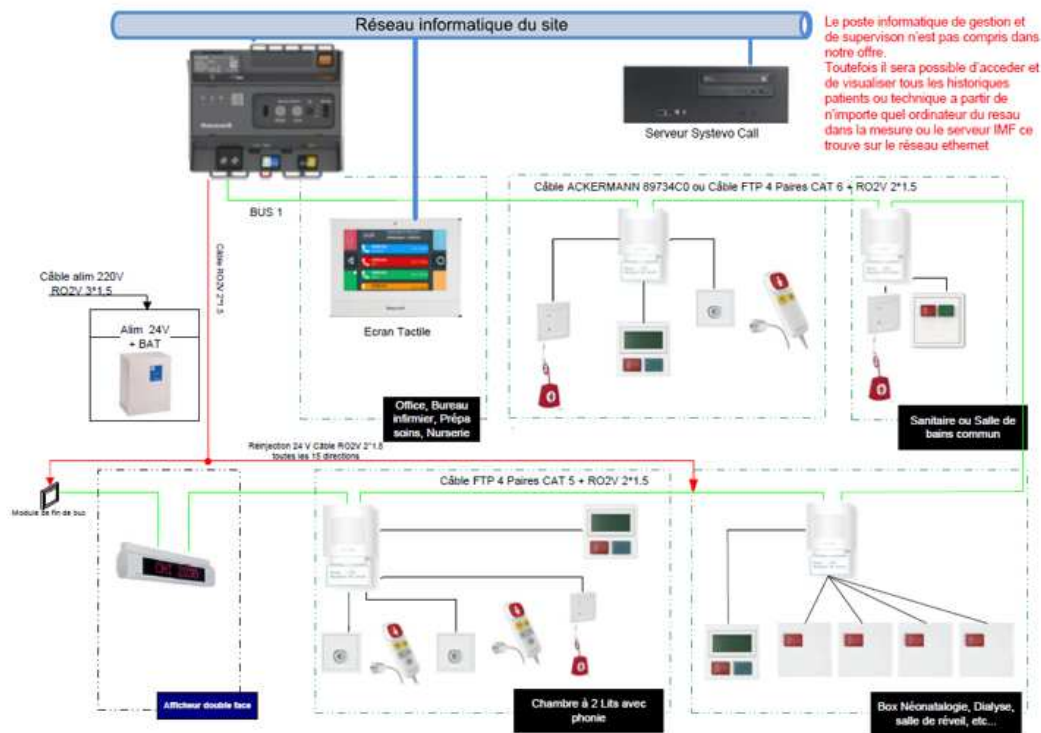 Réseau informatique du site
Le poste informatique de gestion et
de supervison n'est pas compris dans
notre offre.
Toutefois il sera possible d'acceder et
de visualiser tous les historiques
patients ou technique a partir de
n'importe quel ordinateur du resau
dans la mesure ou le serveur IMF ce
trouve sur le réseau ethernet
Serveur Systevo Call
BUS 1
Câble ACKERMANN 89734C0 ou Câble FTP 4 Paires CAT 6 + RO2V 2*1.5
Câble RO2V 2*1.5
Câble alim 220V
RO2V 3*1.5
Alim 24V
+ BAT
Ecran Tactile
Office, Bureau
infirmier, Prépa
soins, Nurserie
Sanitaire ou Salle de
bains commun
Réinjection 24 V Câble RO2V 2*1.5
toutes les 15 directions
Module de fin de bus
Câble FTP 4 Paires CAT 5 + RO2V 2*1.5
Afficheur double face
Chambre à 2 Lits avec
phonie
Box Néonatalogie, Dialyse,
salle de réveil, etc...